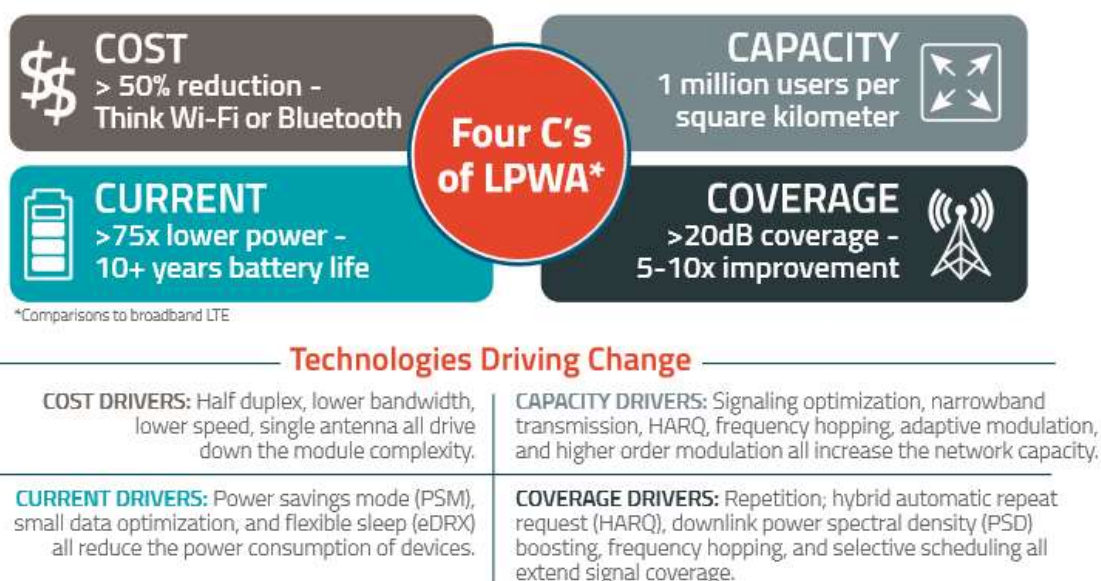 COST
> 50% reduction -
Think Wi-Fi or Bluetooth
CAPACITY
1 million users per
square kilometer
Four C's
of LPWA*
CURRENT
>75x lower power -
10+ years battery life
COVERAGE
>20dB coverage -
5-10x improvement
*Comparisons to broadband LTE
Technologies Driving Change
COST DRIVERS: Half duplex, lower bandwidth,
lower speed, single antenna all drive
down the module complexity.
CAPACITY DRIVERS: Signaling optimization, narrowband
transmission, HARQ, frequency hopping, adaptive modulation,
and higher order modulation all increase the network capacity.
CURRENT DRIVERS: Power savings mode (PSM),
small data optimization, and flexible sleep (eDRX)
all reduce the power consumption of devices.
COVERAGE DRIVERS: Repetition; hybrid automatic repeat
request (HARQ), downlink power spectral density (PSD)
boosting, frequency hopping, and selective scheduling all
extend signal coverage.